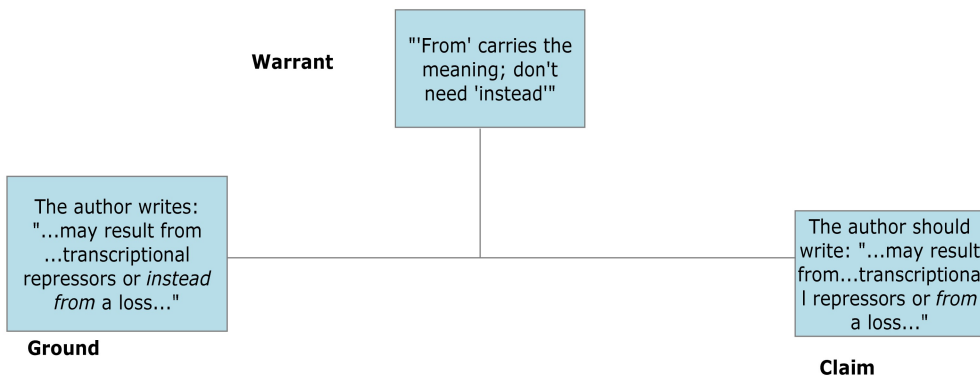 Warrant
"'From' carries the
meaning; don't
need 'instead'"
The author writes:
"...may result from
...transcriptional
repressors or instead
from a loss..."
Ground
The author should
write: "...may result
from...transcriptiona
l repressors or from
a loss..."
Claim